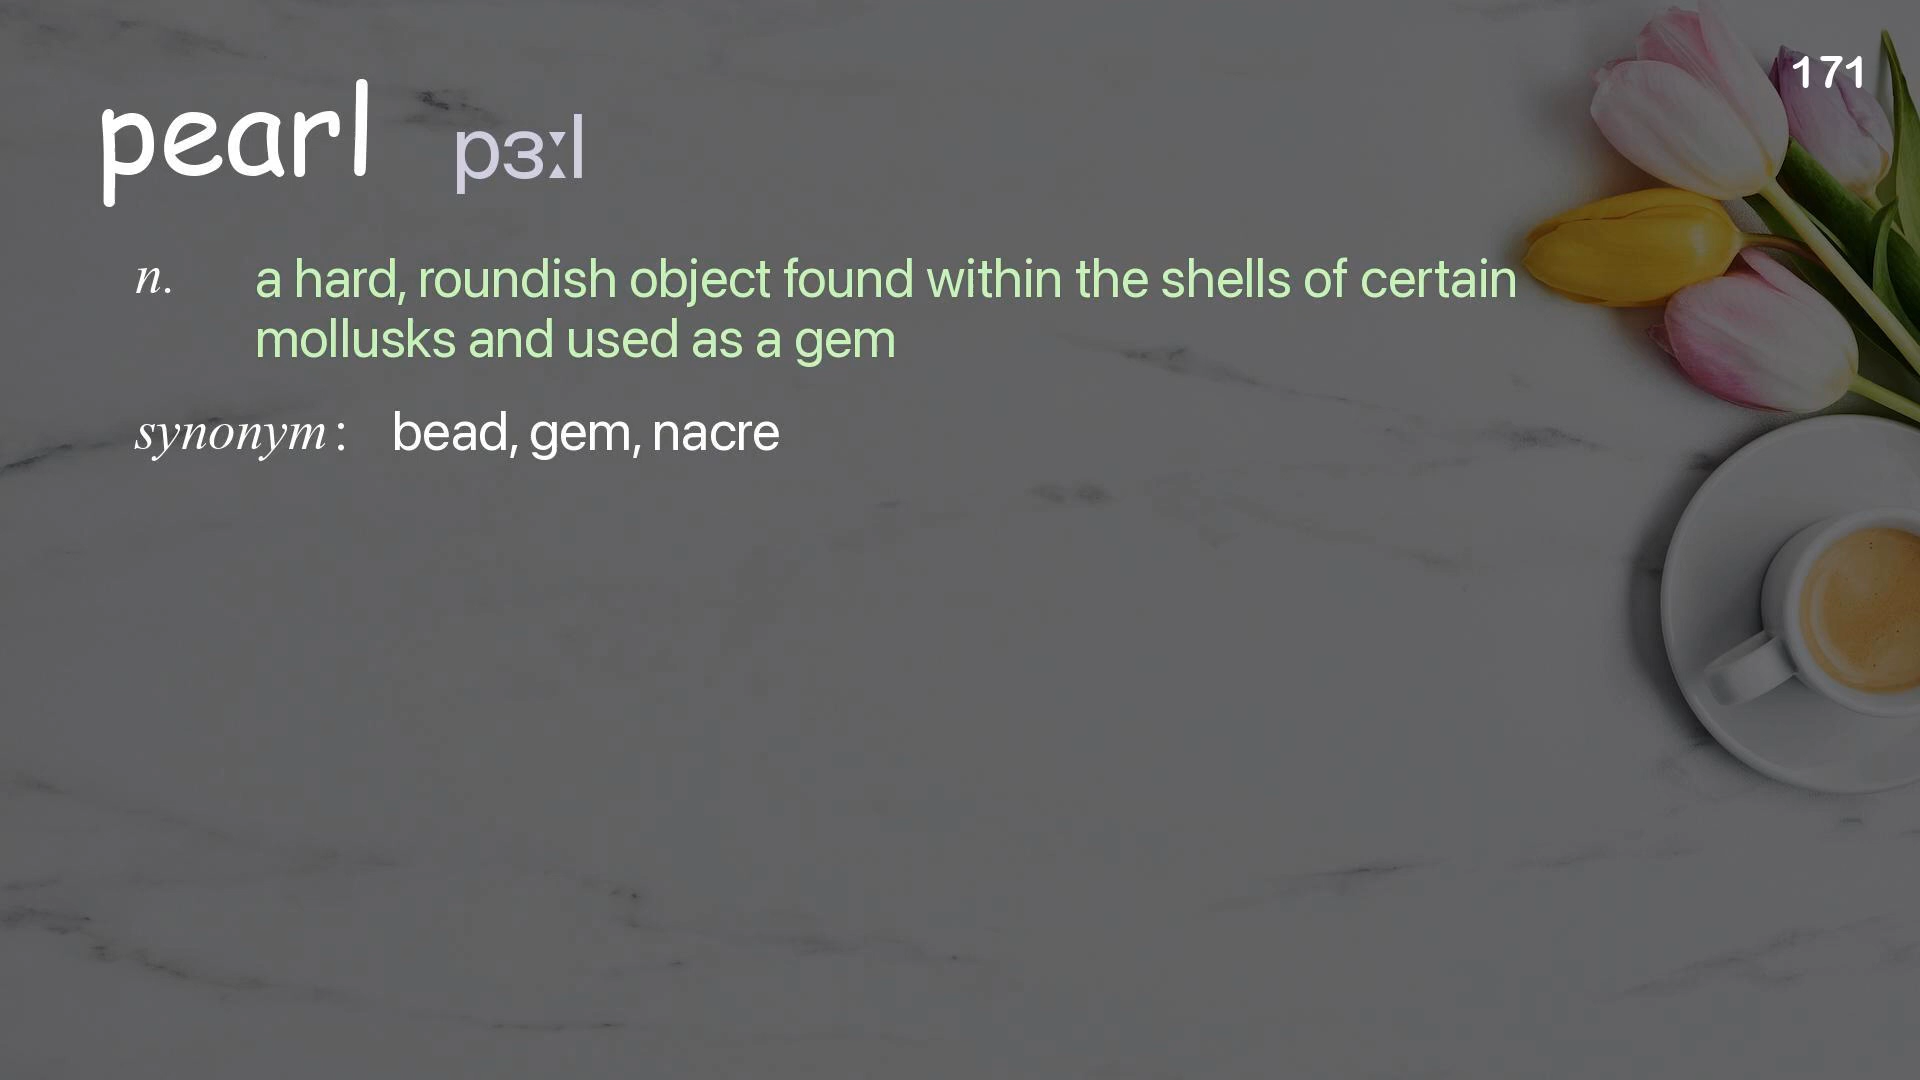 171
pearl pɜːl
n. a hard, roundish object found within the shells of certain
mollusks and used as a gem
synonym: bead, gem, nacre